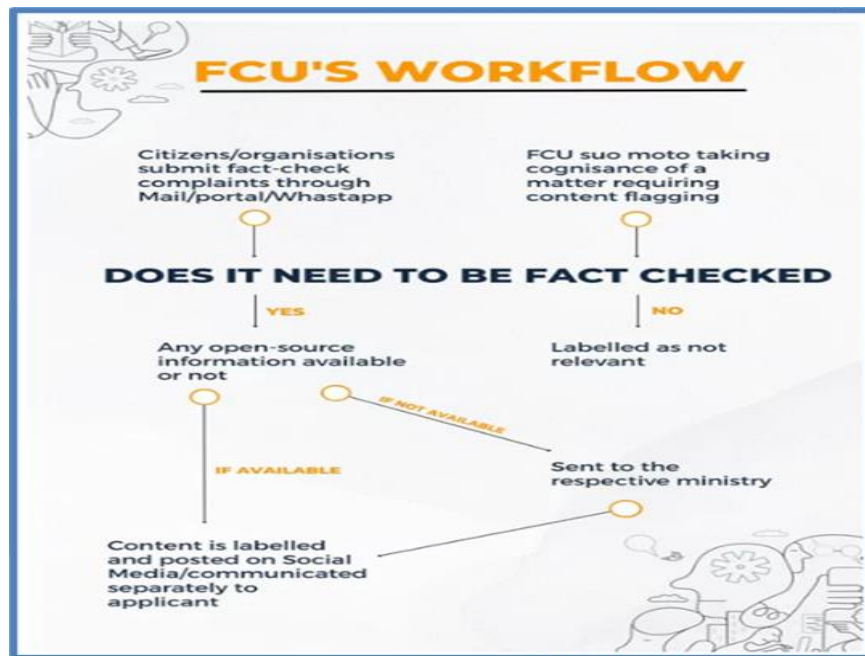 FCU'S WORKFLOW
Citizens/organisations
submit fact-check
complaints through
Mail/portal/Whastapp
FCU suo moto taking
cognisance of a
matter requiring
content flagging
DOES IT NEED TO BE FACT CHECKED
YES
NO
Any open-source
information available
or not
Labelled as not
relevant
IF NOT AVAILABLE
IF AVAILABLE
Sent to the
respective ministry
Content is labelled
and posted on Social
Media/communicated
separately to
applicant